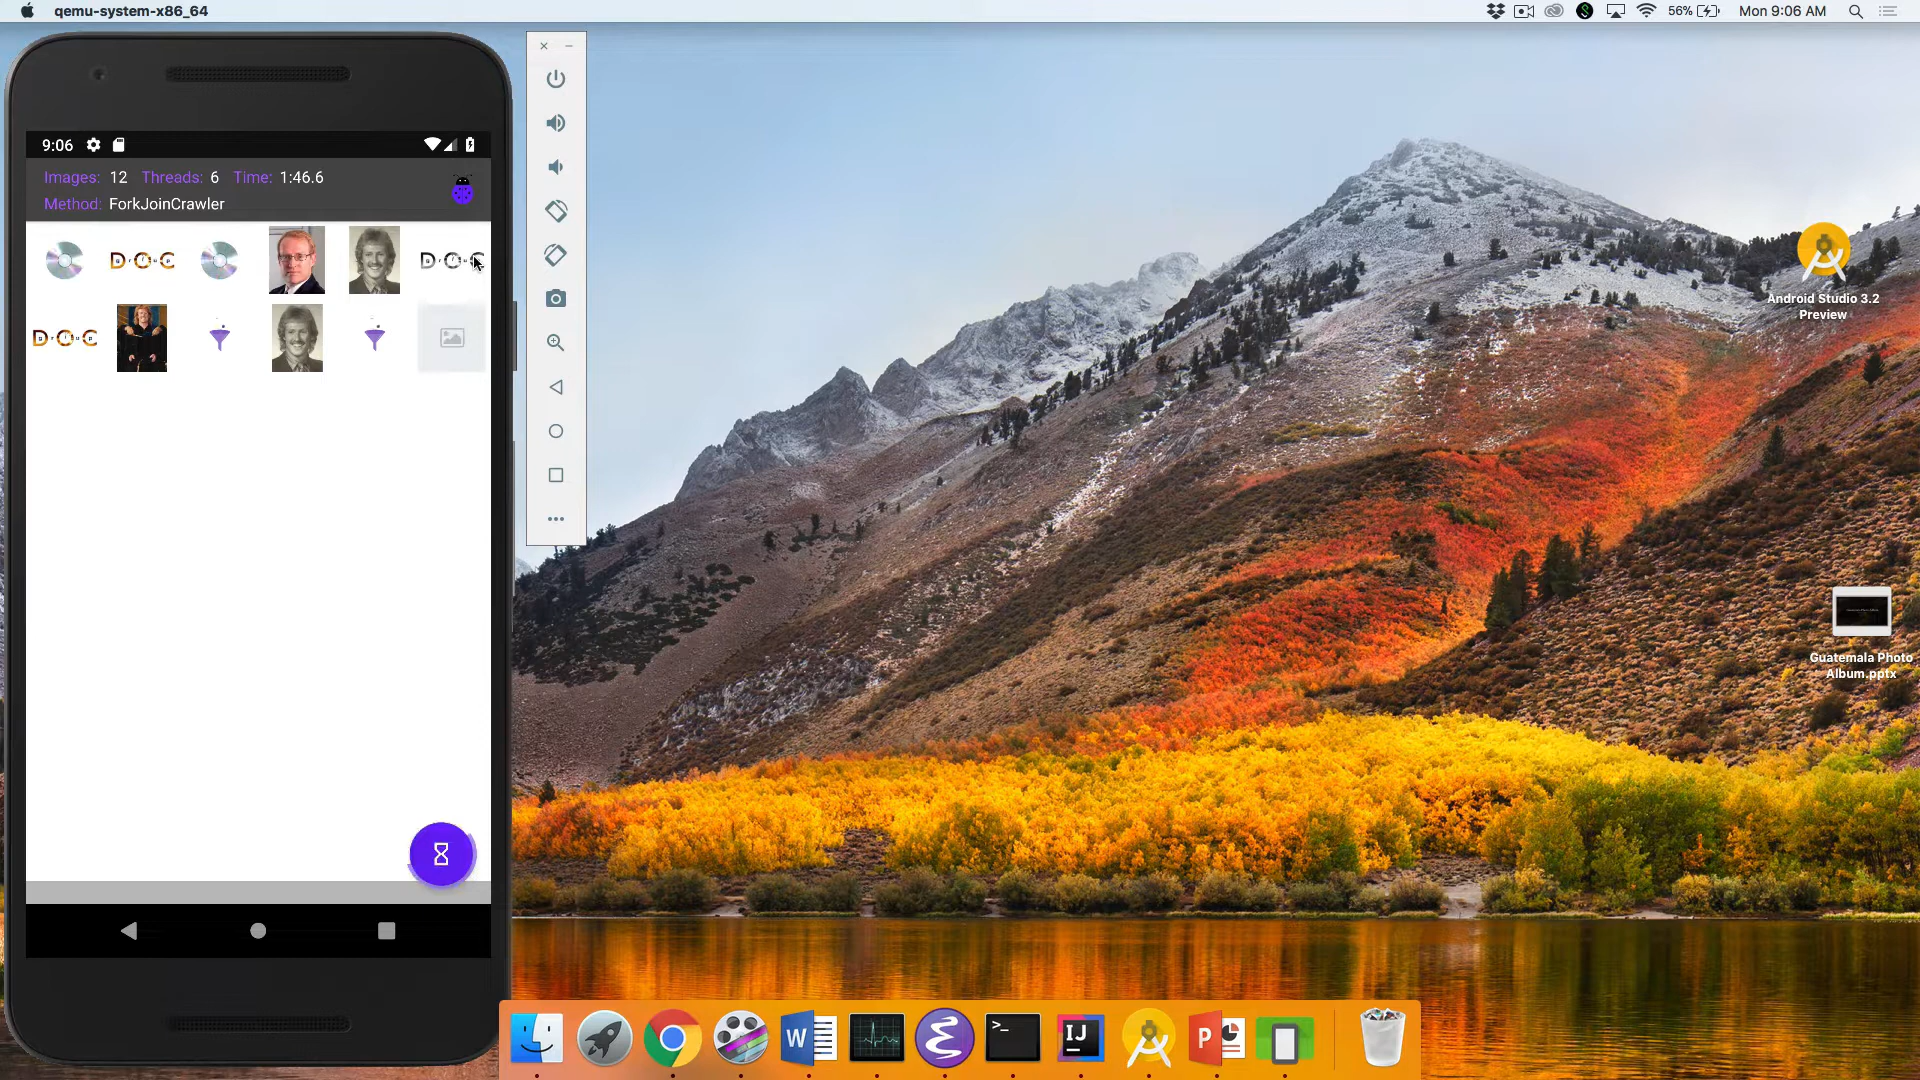 qemu-system-x86_64
56%
Mon 9:06 AM
9:06
Images: 12 Threads: 6 Time: 1:46.6
Method: ForkJoinCrawler
D·O·C
D·O·C
D·O·C
Android Studio 3.2
Preview
Guatemala Photo
Album.pptx
W
>_
IJ
P